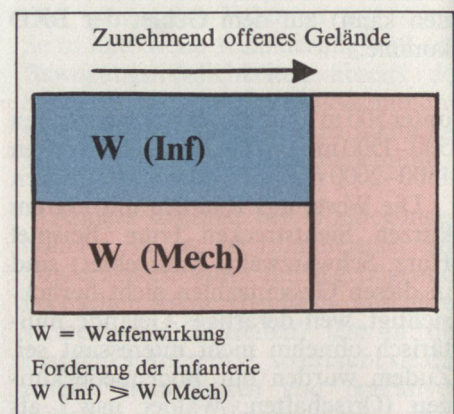 Zunehmend offenes Gelände
W (Inf)
W (Mech)
W = Waffenwirkung
Forderung der Infanterie
W (Inf) ⩾ W (Mech)